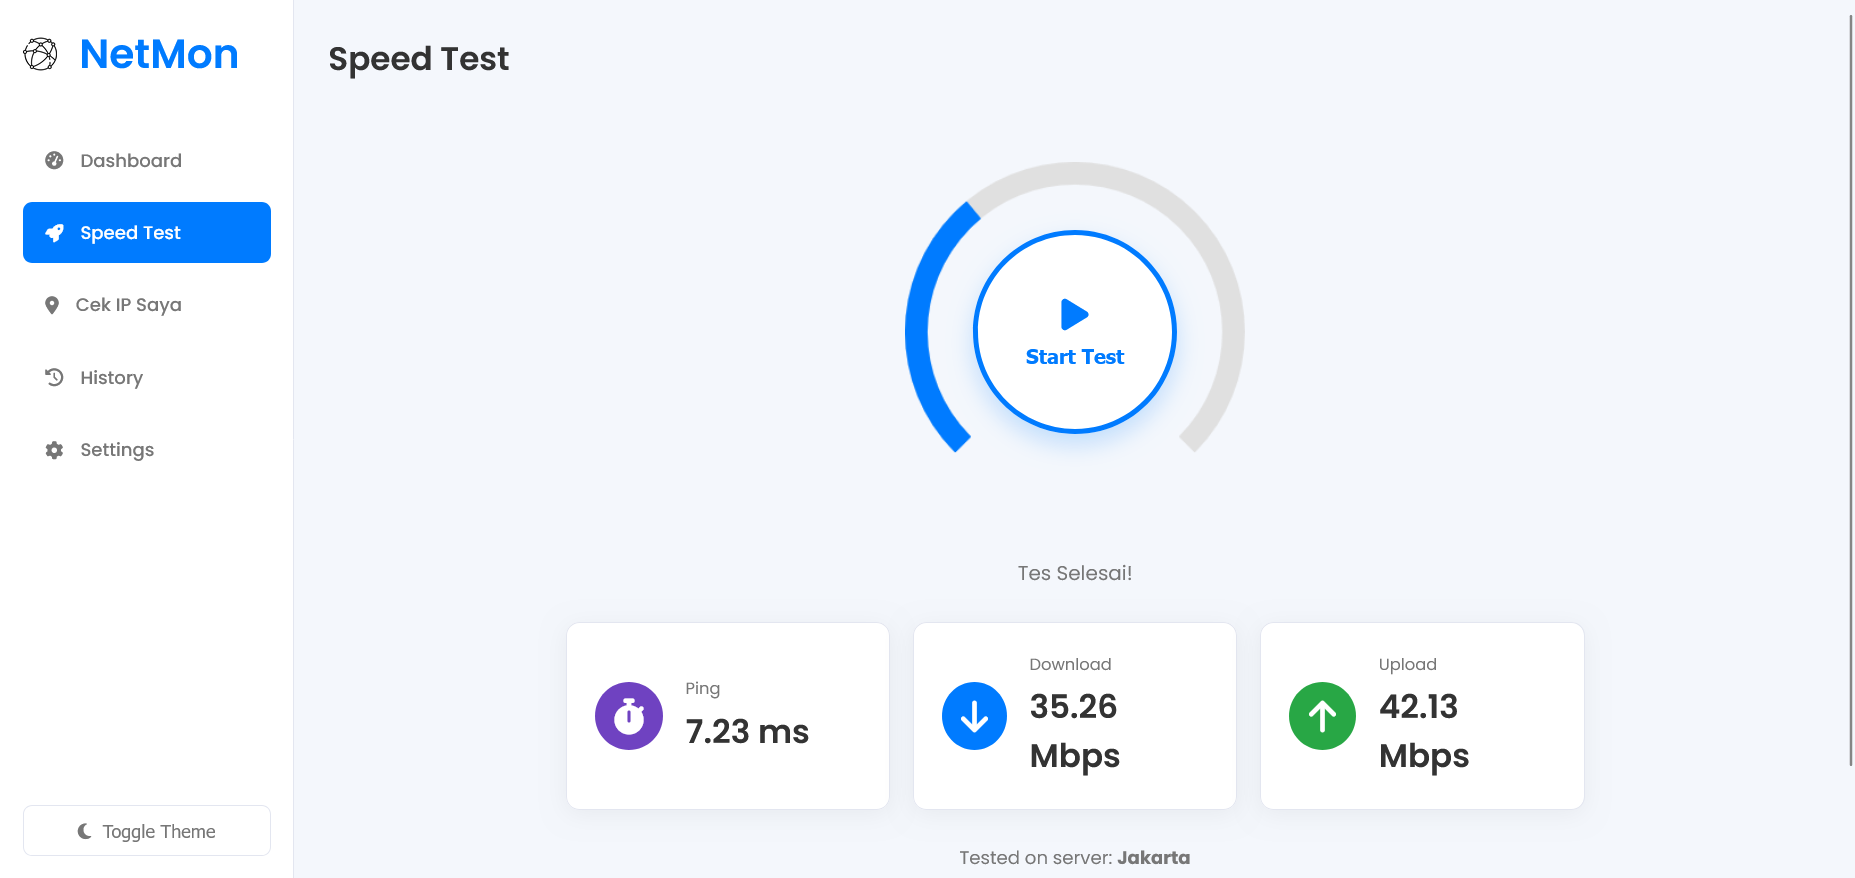 NetMon
Dashboard
Speed Test
Cek IP Saya
History
Settings
Toggle Theme
Speed Test
Start Test
Tes Selesai!
Ping
7.23 ms
Download
35.26
Mbps
Upload
42.13
Mbps
Tested on server: Jakarta